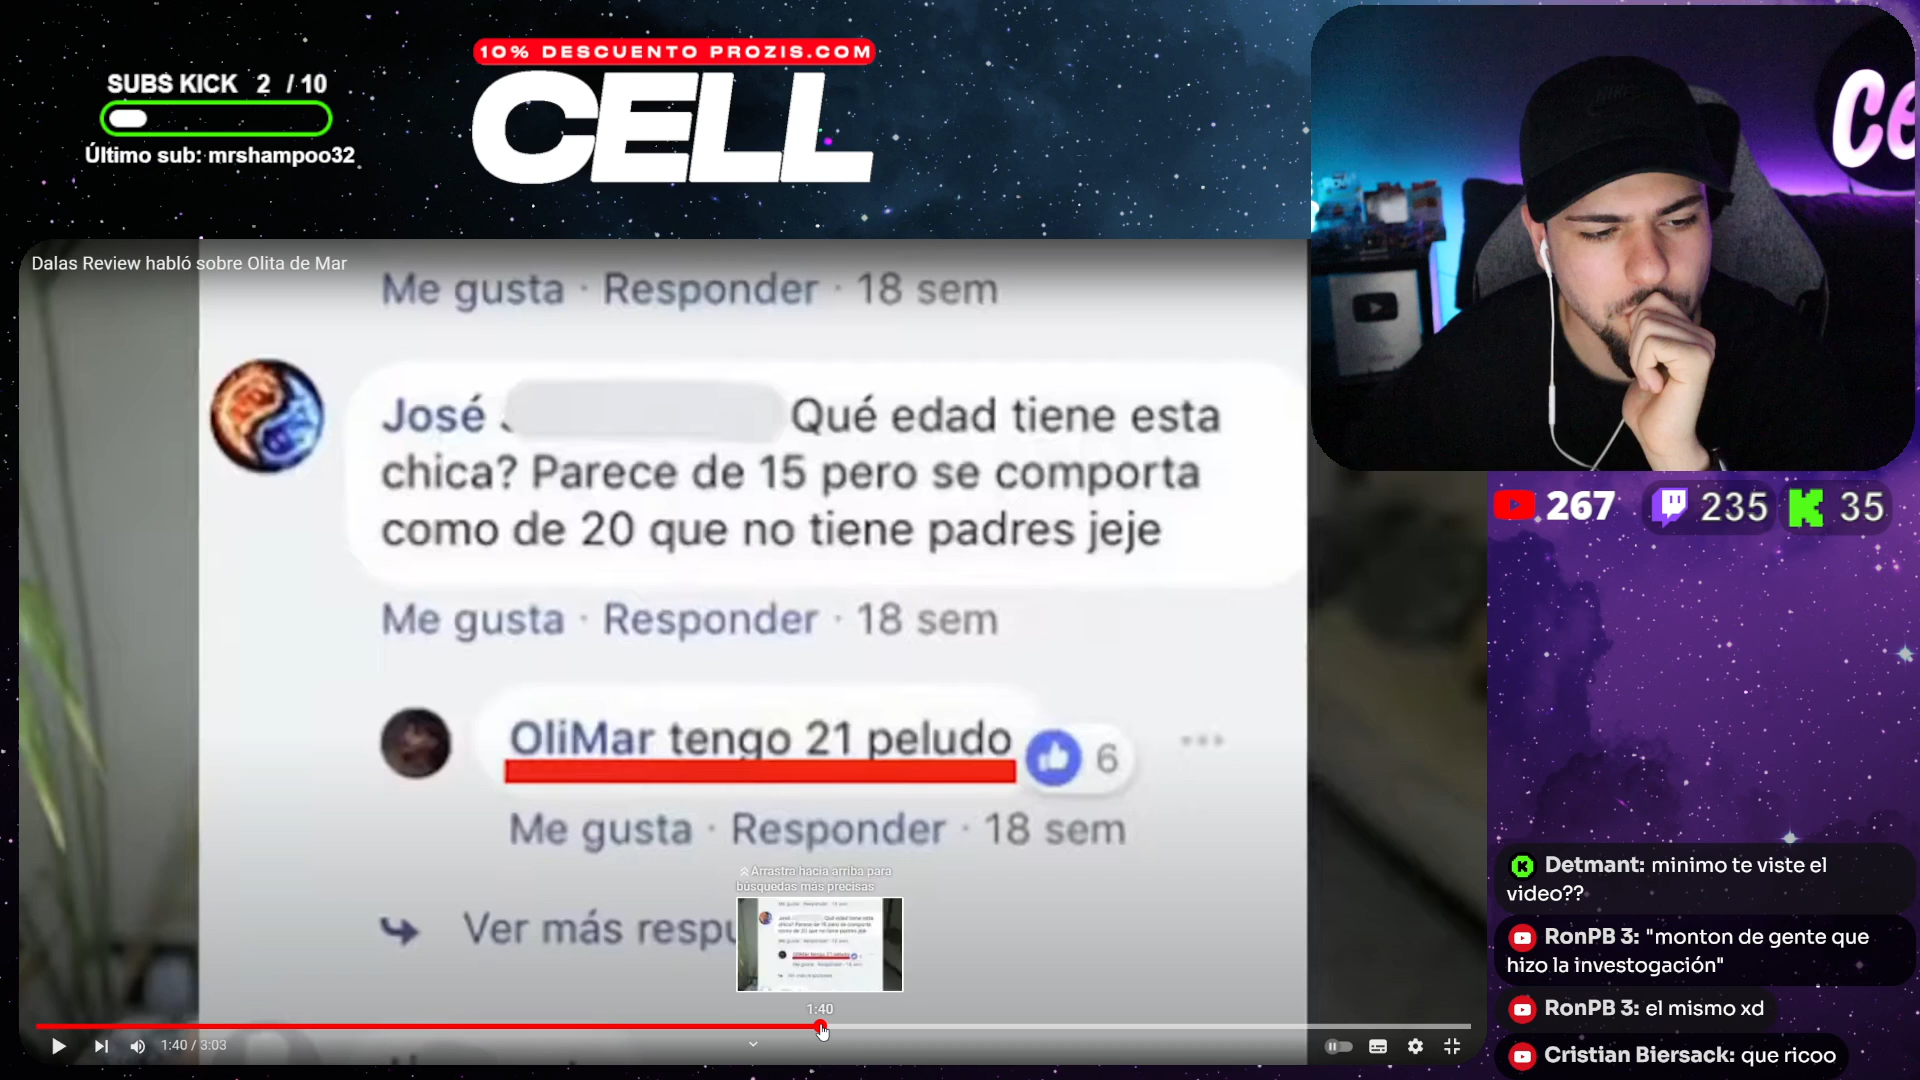 10% DESCUENTO PROZIS.COM
CELL
SUBS KICK 2 / 10
Último sub: mrshampoo32
Ce
Dalas Review habló sobre Olita de Mar
Me gusta · Responder · 18 sem
José Qué edad tiene esta
chica? Parece de 15 pero se comporta
como de 20 que no tiene padres jeje
Me gusta · Responder · 18 sem
OliMar tengo 21 peludo
6
Me gusta · Responder · 18 sem
Arrastra hacia arriba para
búsquedas más precisas
Ver más respu
1:40
1:40 / 3:03
267 235 35
Detmant: minimo te viste el
video??
RonPB 3: "monton de gente que
hizo la investogación"
RonPB 3: el mismo xd
Cristian Biersack: que ricoo